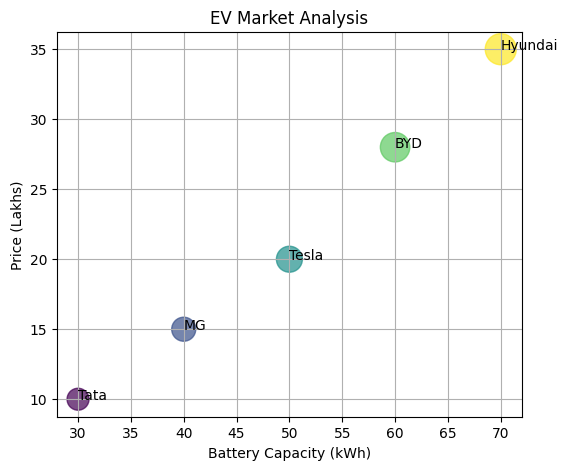 EV Market Analysis
Price (Lakhs)
35
30
25
20
15
10
Hyundai
BYD
Tesla
MG
Tata
30 35 40 45 50 55 60 65 70
Battery Capacity (kWh)